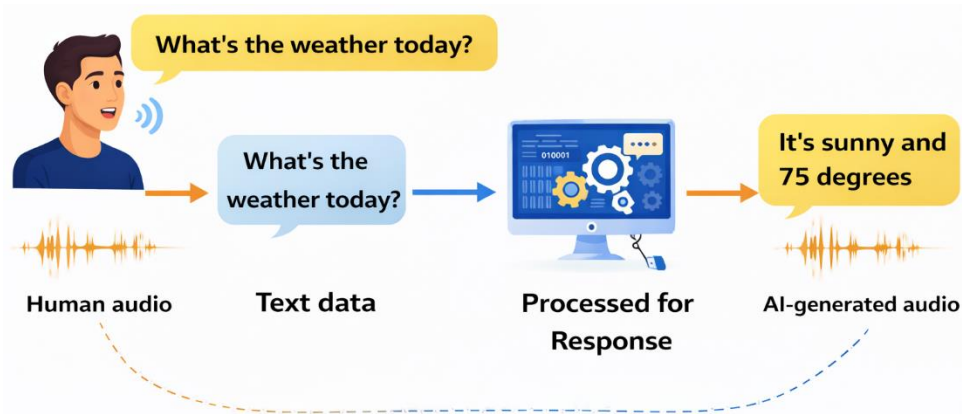 What's the weather today?
What's the
weather today?
010001
It's sunny and
75 degrees
Human audio
Text data
Processed for
Response
AI-generated audio